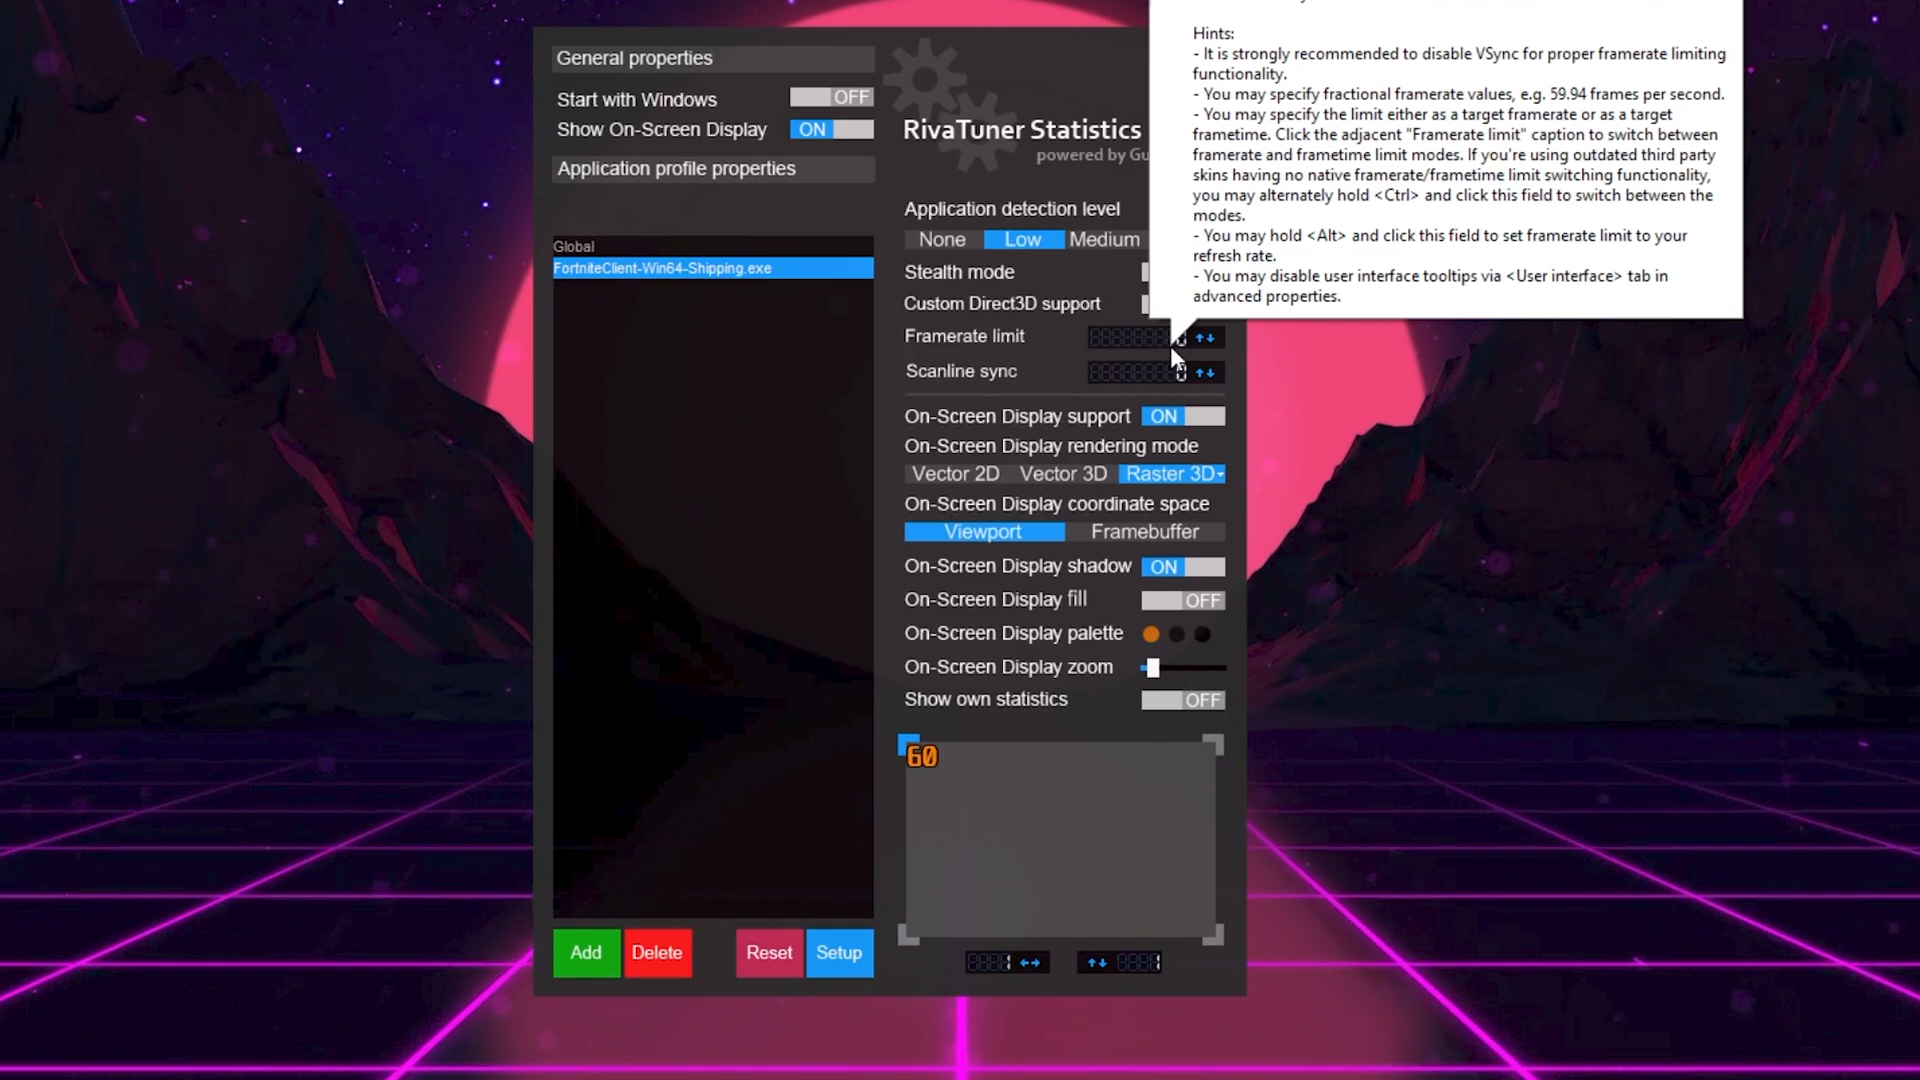 General properties
Start with Windows OFF
Show On-Screen Display ON
Application profile properties
Global
FortniteClient-Win64-Shipping.exe
Add Delete Reset Setup
RivaTuner Statistics
powered by Gu
Application detection level
None Low Medium
Stealth mode
Custom Direct3D support
Framerate limit
Scanline sync
On-Screen Display support ON
On-Screen Display rendering mode
Vector 2D Vector 3D Raster 3D
On-Screen Display coordinate space
Viewport Framebuffer
On-Screen Display shadow ON
On-Screen Display fill OFF
On-Screen Display palette
On-Screen Display zoom
Show own statistics OFF
60
Hints:
- It is strongly recommended to disable VSync for proper framerate limiting
functionality.
- You may specify fractional framerate values, e.g. 59.94 frames per second.
- You may specify the limit either as a target framerate or as a target
frametime. Click the adjacent "Framerate limit" caption to switch between
framerate and frametime limit modes. If you're using outdated third party
skins having no native framerate/frametime limit switching functionality,
you may alternately hold <Ctrl> and click this field to switch between the
modes.
- You may hold <Alt> and click this field to set framerate limit to your
refresh rate.
- You may disable user interface tooltips via <User interface> tab in
advanced properties.